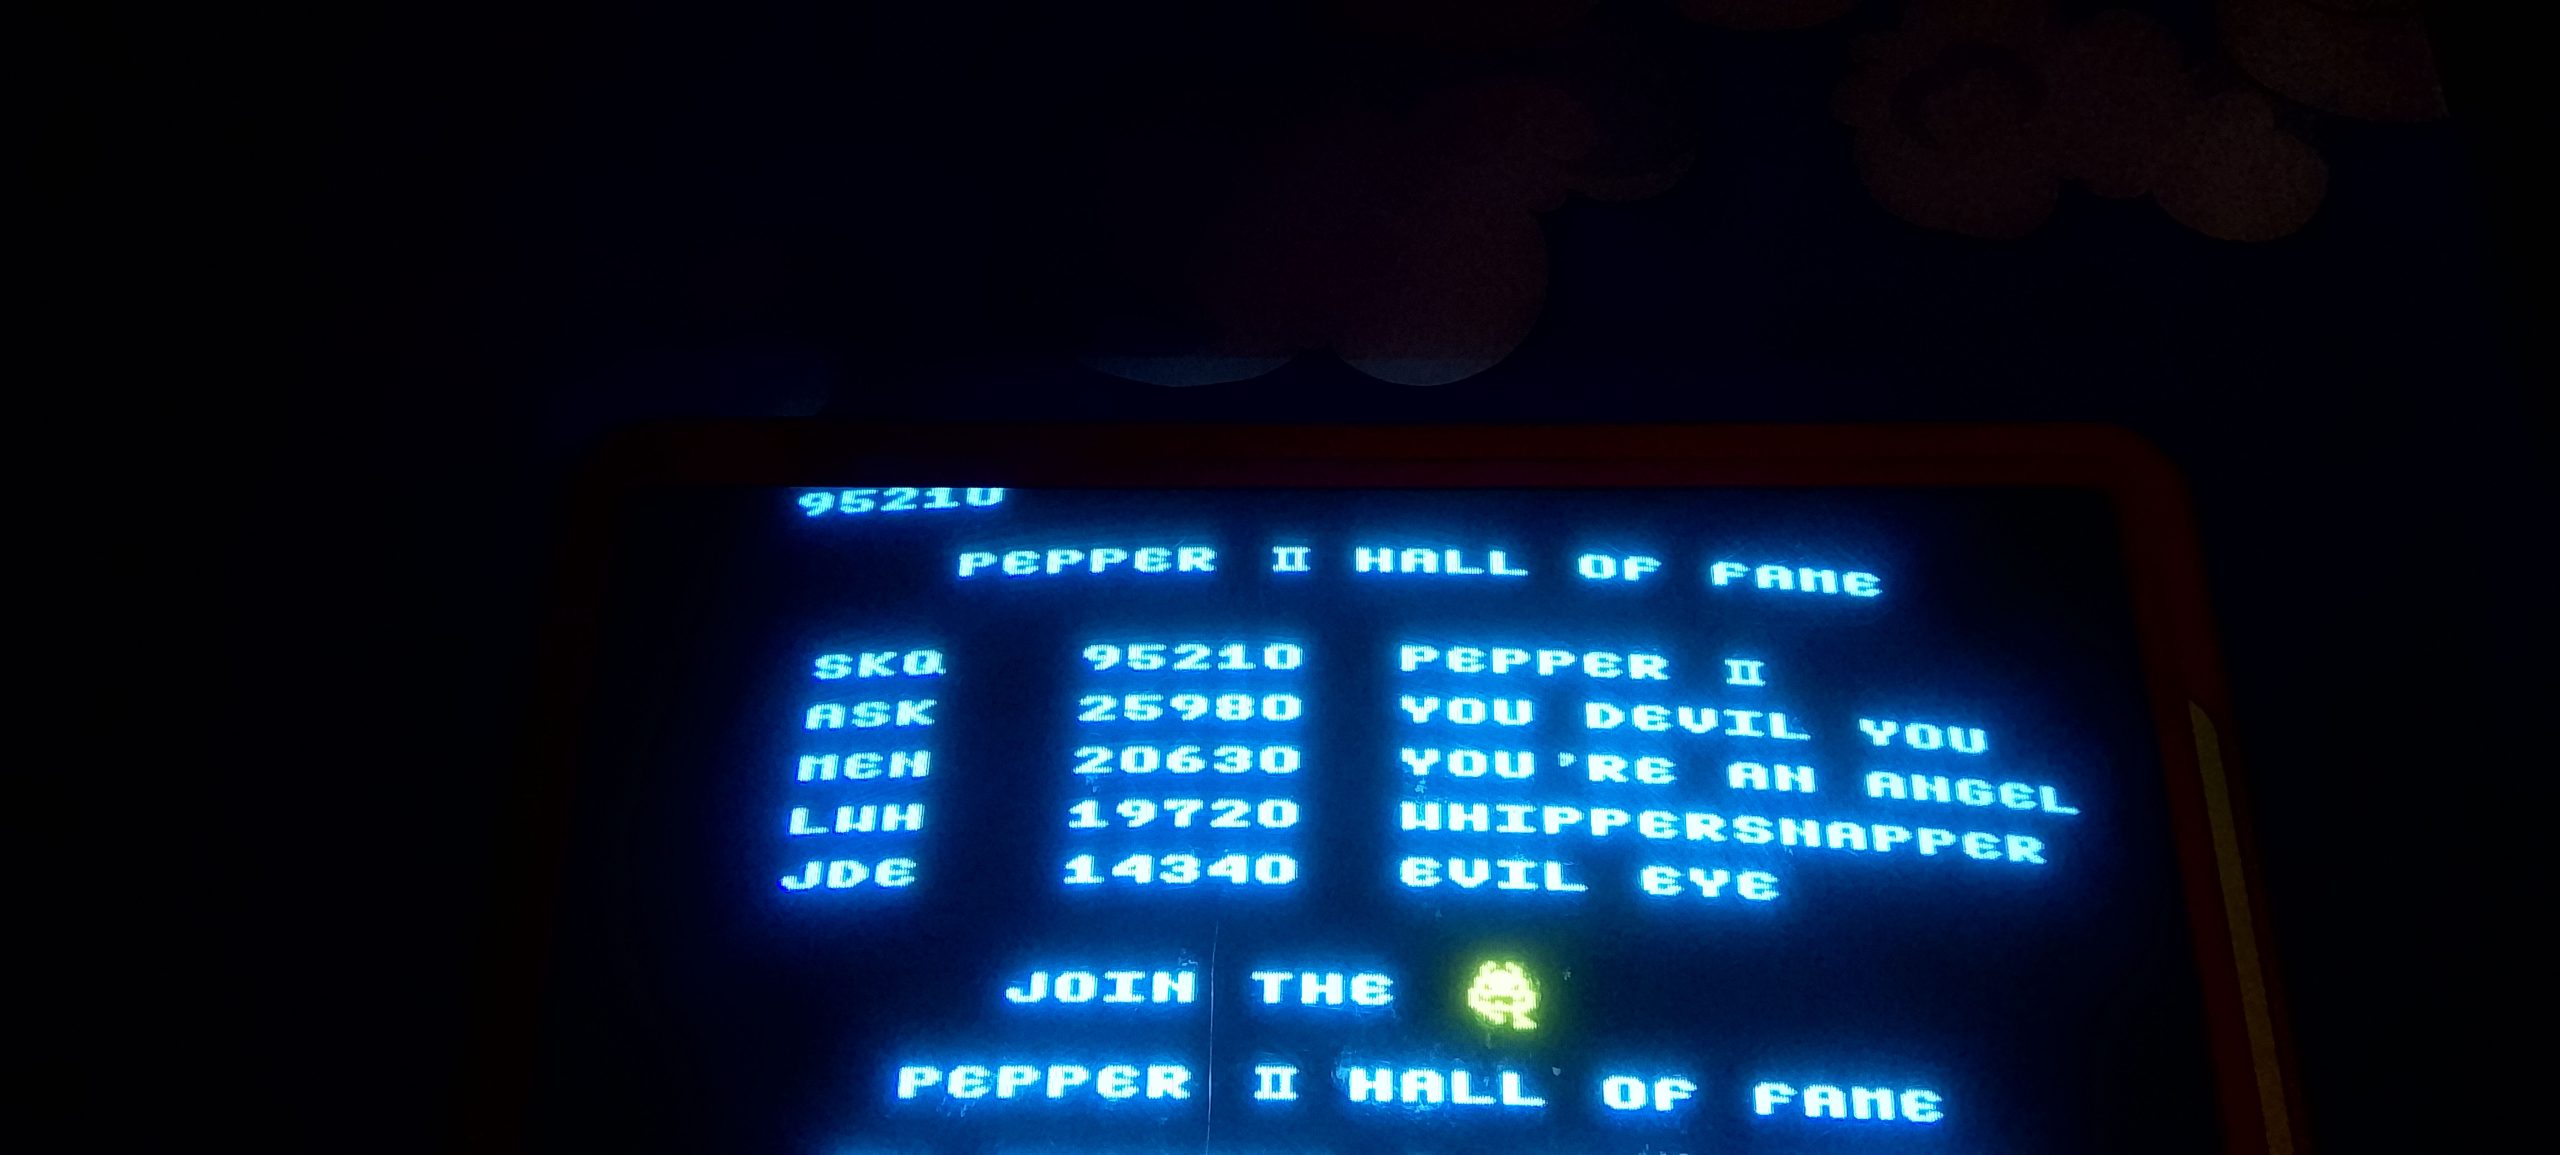 95210
PEPPER II HALL OF FAME
SKQ 95210 PEPPER II
ASK 25980 YOU DEVIL YOU
MEN 20630 YOU'RE AN ANGEL
LWH 19720 WHIPPERSNAPPER
JDE 14340 EVIL EYE
JOIN THE
PEPPER II HALL OF FAME